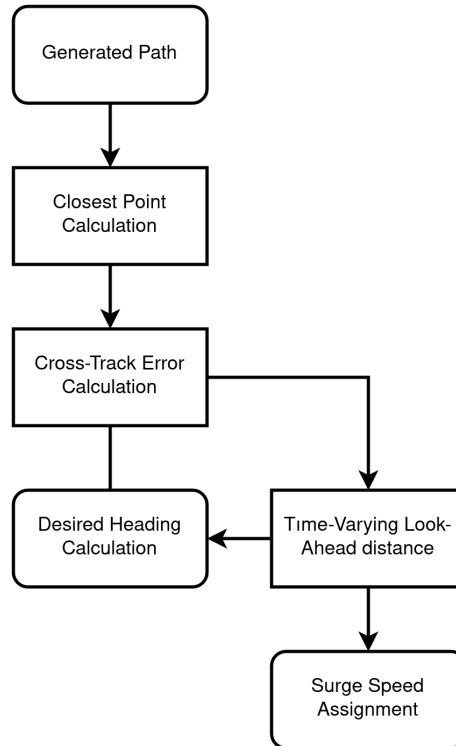 Generated Path
Closest Point
Calculation
Cross-Track Error
Calculation
Desired Heading
Calculation
Time-Varying Look-
Ahead distance
Surge Speed
Assignment